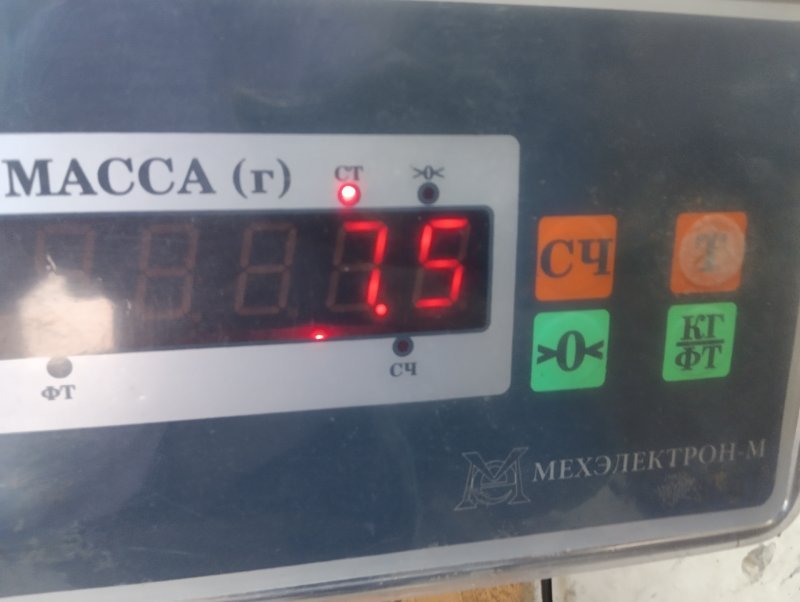 МАССА (г)
СТ
>0<
7.5
ФТ
СЧ
СЧ
Т
>0<
КГ
ФТ
МЕХЭЛЕКТРОН-М